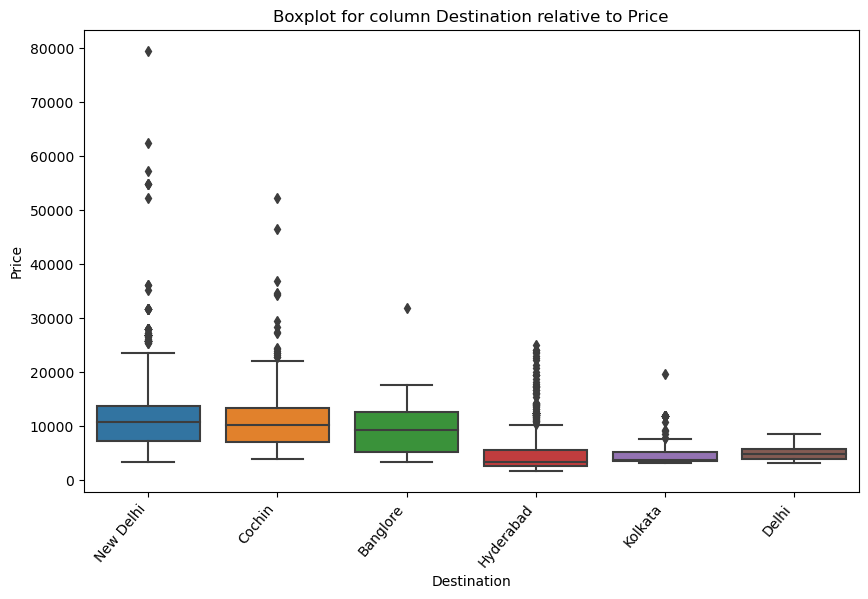 Boxplot for column Destination relative to Price
80000
70000
60000
50000
40000
30000
20000
10000
0
Price
New Delhi
Cochin
Banglore
Hyderabad
Kolkata
Delhi
Destination